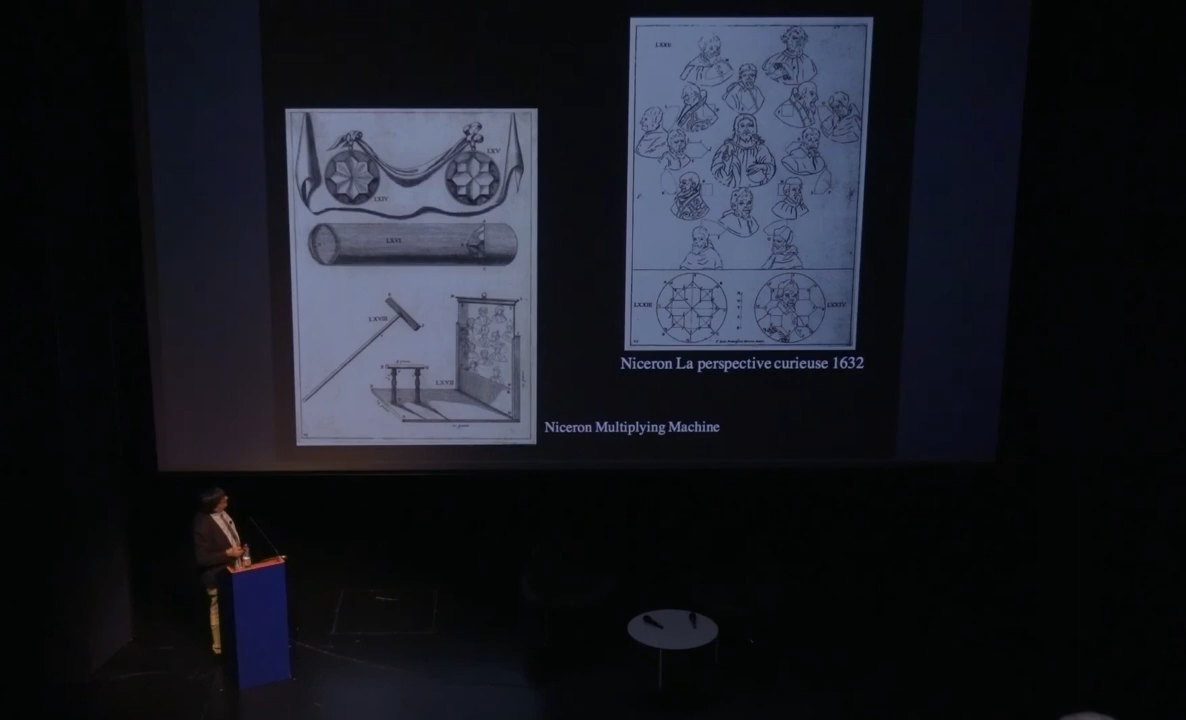 LXIV
LXV
LXVI
LXVIII
LXVII
Niceron Multiplying Machine
LXXII
LXXIII
LXXIV
Niceron La perspective curieuse 1632